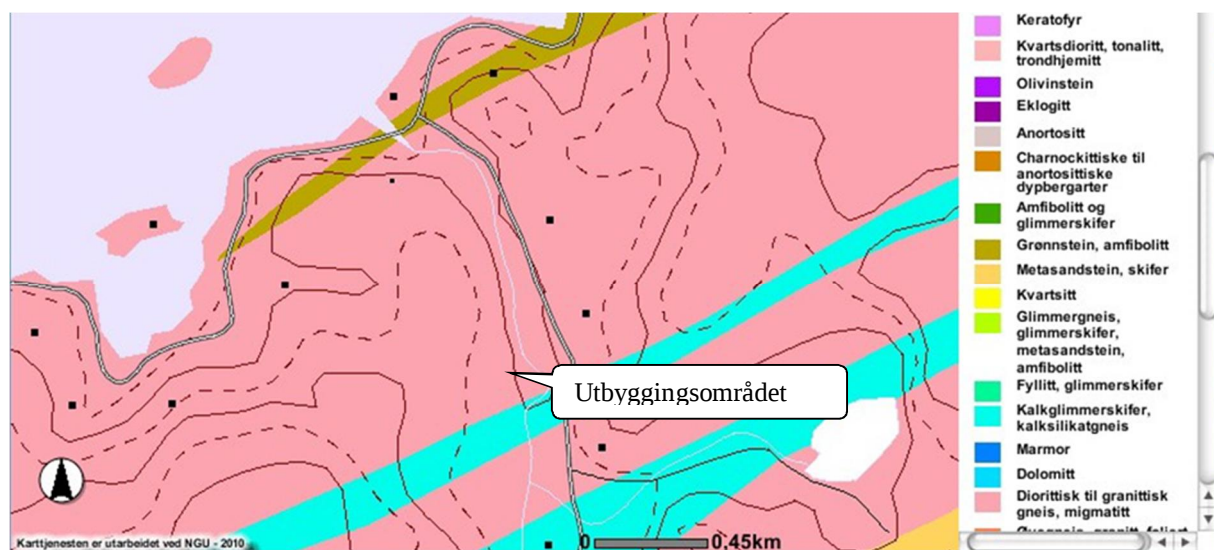 Utbyggingsområdet
Karttjenesten er utarbeidet ved NGU - 2010
0
0.45km
Keratofyr
Kvartsdioritt, tonalitt,
trondhjemitt
Olivinstein
Eklogitt
Anortositt
Charnockittiske til
anortosittiske
dypbergarter
Amfibolitt og
glimmerskifer
Grønnstein, amfibolitt
Metasandstein, skifer
Kvartsitt
Glimmergneis,
glimmerskifer,
metasandstein,
amfibolitt
Fyllitt, glimmerskifer
Kalkglimmerskifer,
kalksilikatgneis
Marmor
Dolomitt
Diorittisk til granittisk
gneis, migmatitt